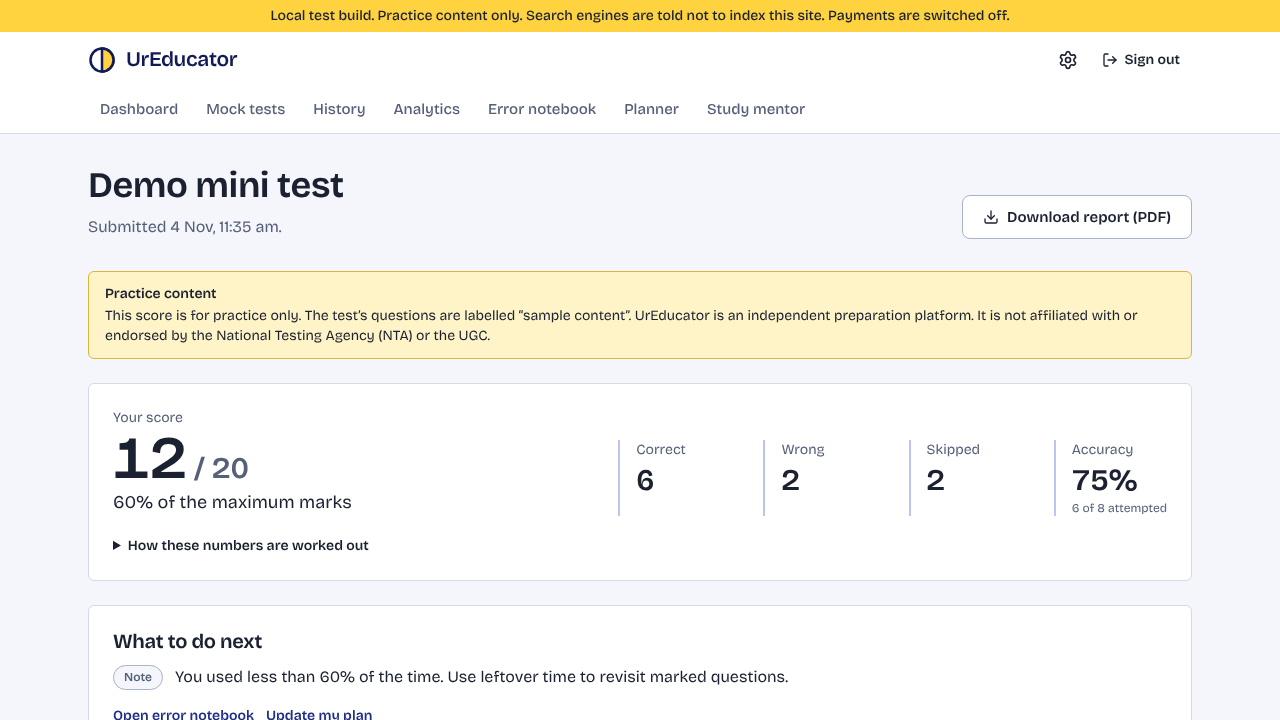 Local test build. Practice content only. Search engines are told not to index this site. Payments are switched off.
UrEducator
Sign out
Dashboard
Mock tests
History
Analytics
Error notebook
Planner
Study mentor
Demo mini test
Submitted 4 Nov, 11:35 am.
Download report (PDF)
Practice content
This score is for practice only. The test's questions are labelled “sample content”. UrEducator is an independent preparation platform. It is not affiliated with or
endorsed by the National Testing Agency (NTA) or the UGC.
Your score
12 / 20
60% of the maximum marks
Correct
6
Wrong
2
Skipped
2
Accuracy
75%
6 of 8 attempted
How these numbers are worked out
What to do next
Note
You used less than 60% of the time. Use leftover time to revisit marked questions.
Open error notebook
Update my plan